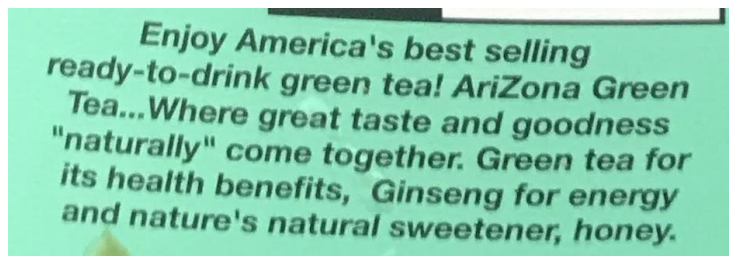 Enjoy America's best selling
ready-to-drink green tea! AriZona Green
Tea...Where great taste and goodness
"naturally" come together. Green tea for
its health benefits, Ginseng for energy
and nature's natural sweetener, honey.